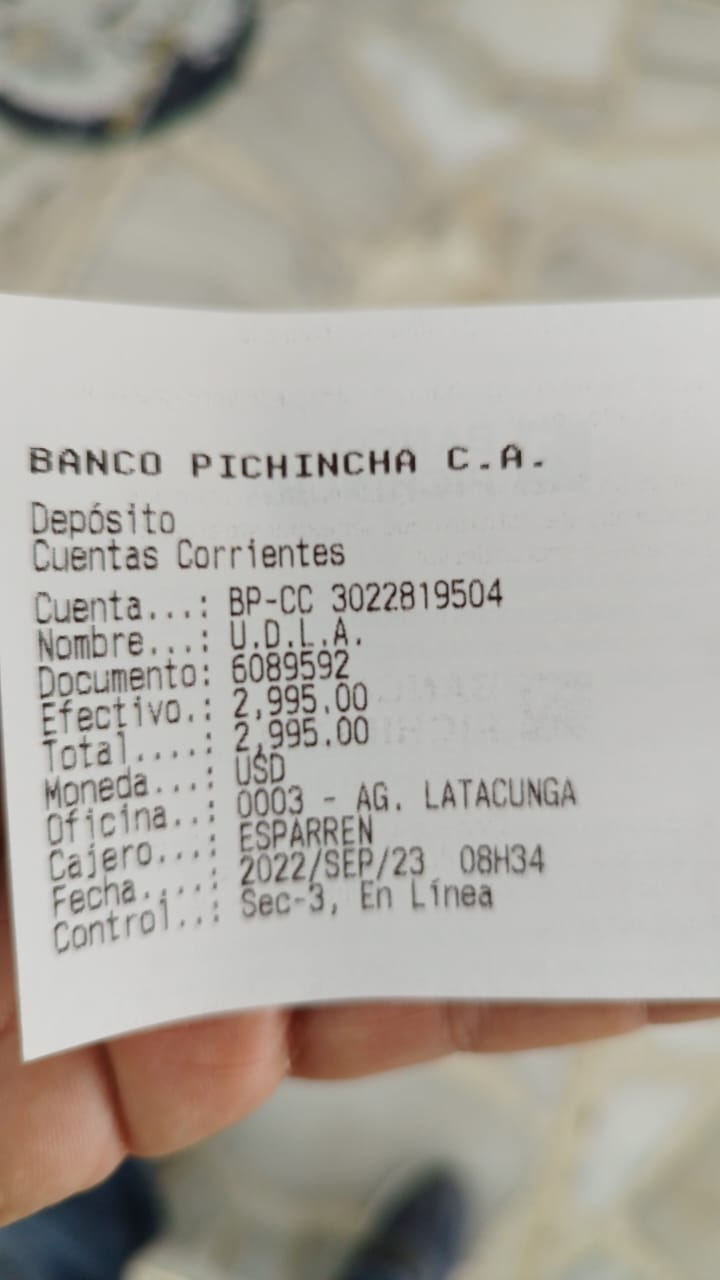 BANCO PICHINCHA C.A.
Depósito
Cuentas Corrientes
Cuenta...: BP-CC 3022819504
Nombre...: U.D.L.A.
Documento: 6089592
Efectivo.: 2,995.00
Total....: 2,995.00
Moneda...: USD
Oficina..: 0003 - AG. LATACUNGA
Cajero...: ESPARREN
Fecha....: 2022/SEP/23 08H34
Control..: Sec-3, En Línea